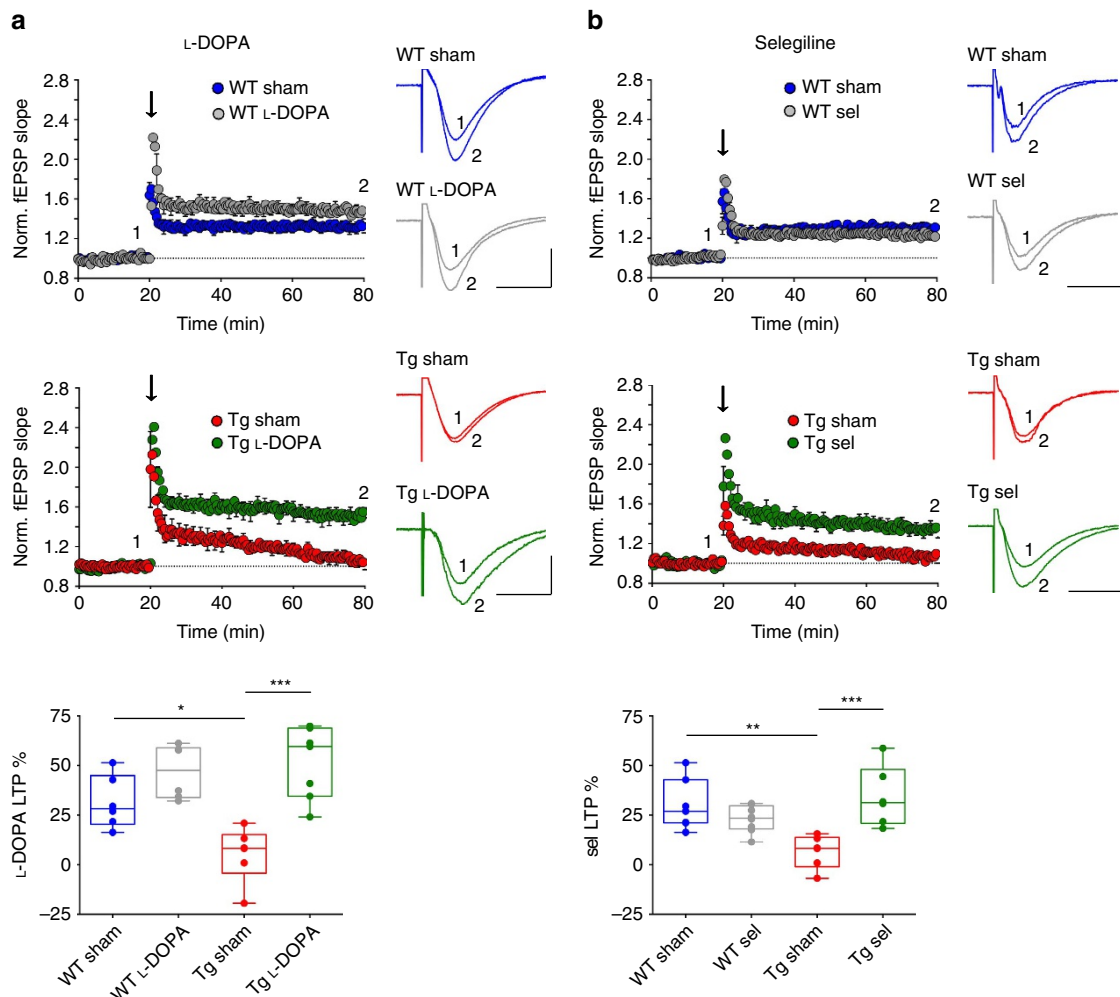 a
L-DOPA
Norm. fEPSP slope
2.8
2.4
2.0
1.6
1.2
0.8
WT sham
WT L-DOPA
1
2
0
20
40
60
80
Time (min)
WT sham
1
2
WT L-DOPA
1
2
Norm. fEPSP slope
2.8
2.4
2.0
1.6
1.2
0.8
Tg sham
Tg L-DOPA
1
2
0
20
40
60
80
Time (min)
Tg sham
1
2
Tg L-DOPA
1
2
L-DOPA LTP %
75
50
25
0
–25
*
***
WT sham
WT L-DOPA
Tg sham
Tg L-DOPA
b
Selegiline
Norm. fEPSP slope
2.8
2.4
2.0
1.6
1.2
0.8
WT sham
WT sel
1
2
0
20
40
60
80
Time (min)
WT sham
1
2
WT sel
1
2
Norm. fEPSP slope
2.8
2.4
2.0
1.6
1.2
0.8
Tg sham
Tg sel
1
2
0
20
40
60
80
Time (min)
Tg sham
1
2
Tg sel
1
2
sel LTP %
75
50
25
0
–25
**
***
WT sham
WT sel
Tg sham
Tg sel